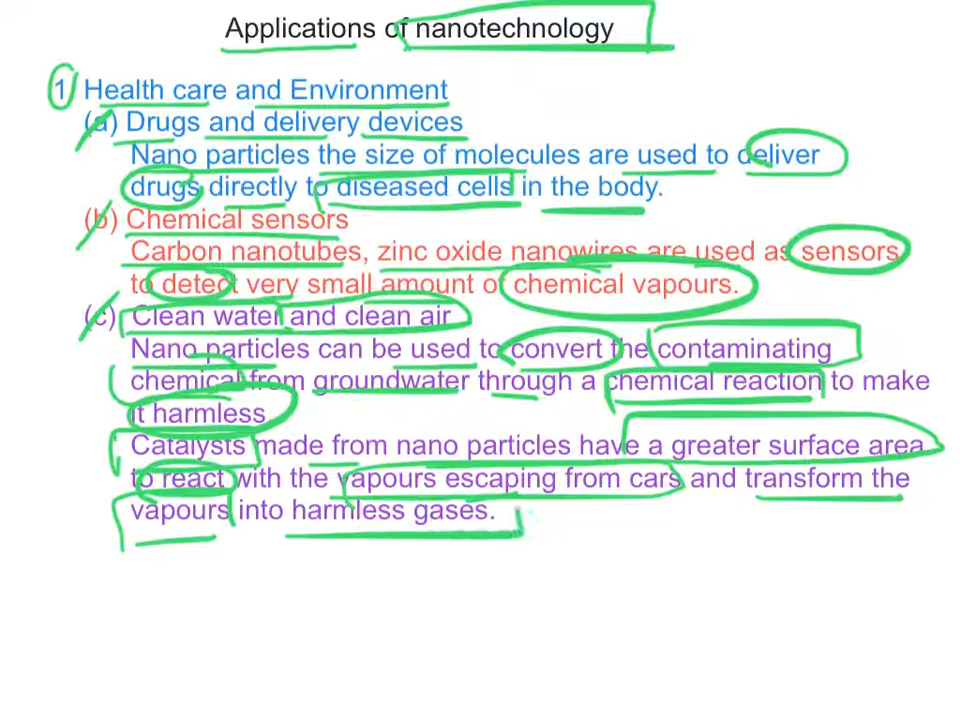 Applications of nanotechnology
1 Health care and Environment
(a) Drugs and delivery devices
Nano particles the size of molecules are used to deliver
drugs directly to diseased cells in the body.
(b) Chemical sensors
Carbon nanotubes, zinc oxide nanowires are used as sensors
to detect very small amount of chemical vapours.
(c) Clean water and clean air
Nano particles can be used to convert the contaminating
chemical from groundwater through a chemical reaction to make
it harmless.
Catalysts made from nano particles have a greater surface area
to react with the vapours escaping from cars and transform the
vapours into harmless gases.